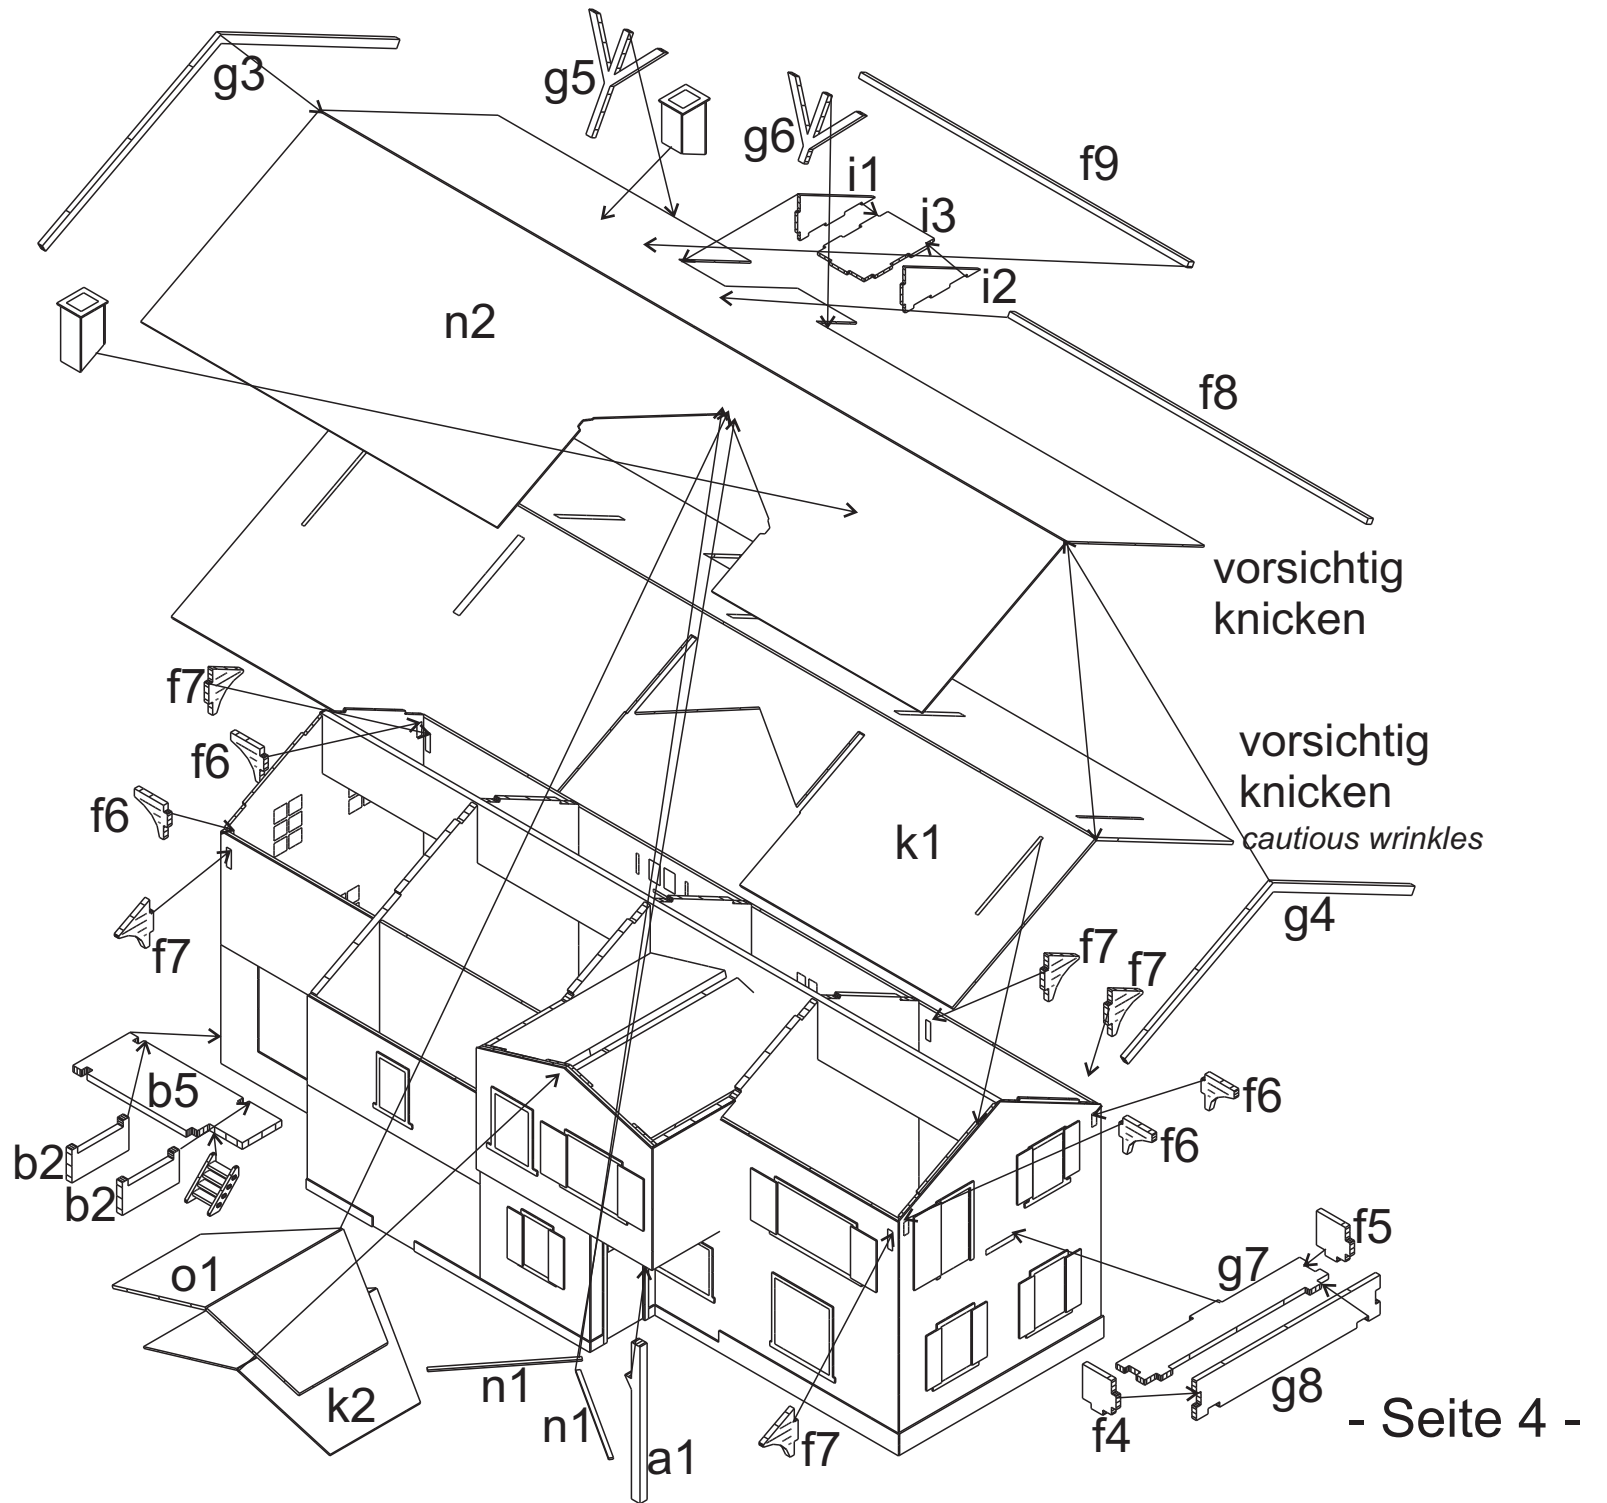 g3
g5
g6
f9
i1
i3
i2
n2
f8
vorsichtig
knicken
f7
f6
vorsichtig
knicken
cautious wrinkles
f6
k1
g4
f7
f7
f7
b5
f6
f6
b2
b2
f5
o1
g7
n1
k2
g8
n1
f4
f7
a1
- Seite 4 -